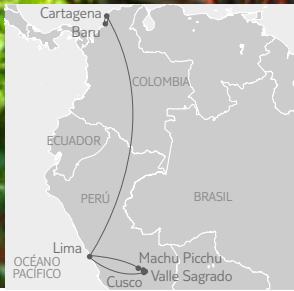 Cartagena
Baru
COLOMBIA
ECUADOR
PERÚ
BRASIL
Lima
Machu Picchu
OCÉANO
PACÍFICO
Valle Sagrado
Cusco